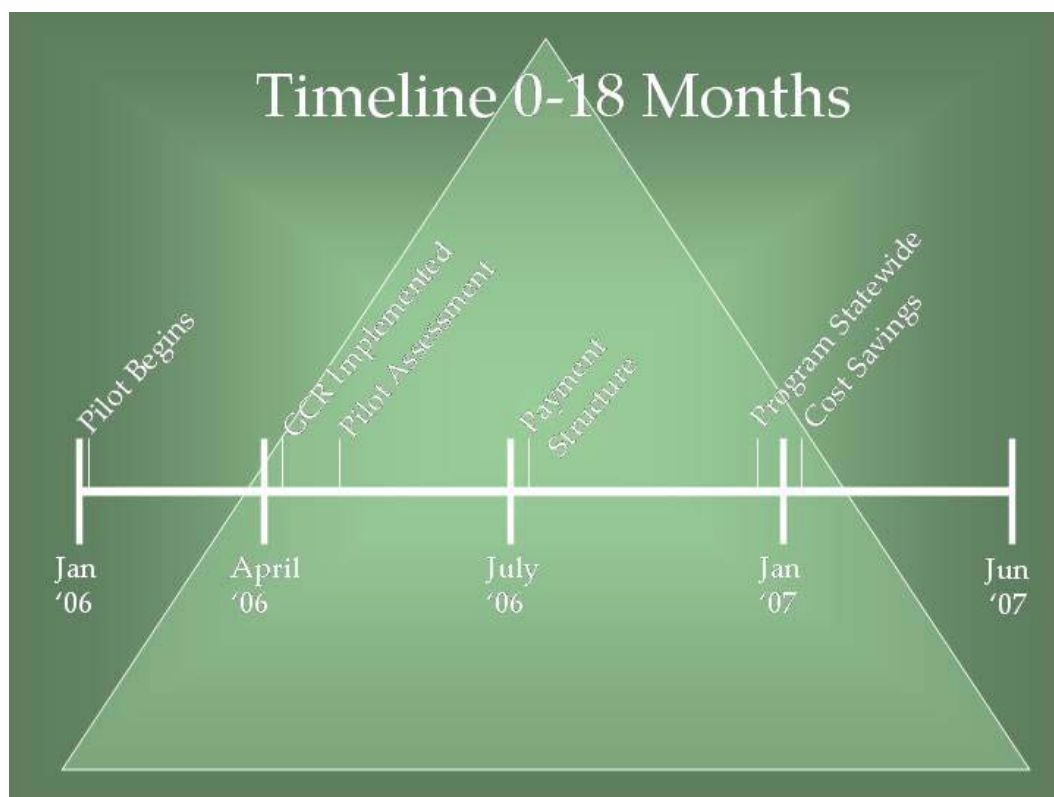 Timeline 0-18 Months
Pilot Begins
GCR Implemented
Pilot Assessment
Payment
Structure
Program Statewide
Cost Savings
Jan
‘06
April
‘06
July
‘06
Jan
‘07
Jun
‘07